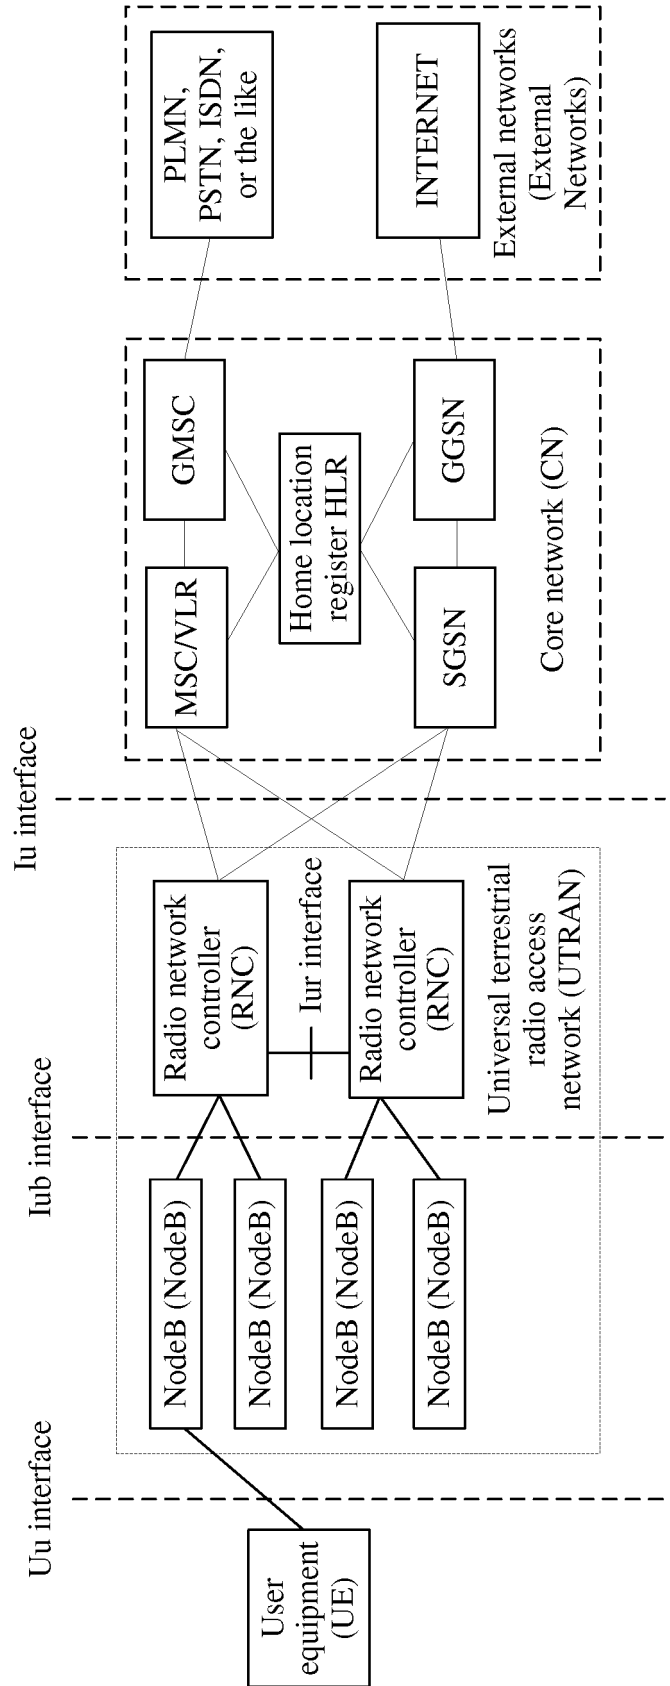 Uu interface
Iub interface
Iu interface
User
equipment
(UE)
NodeB (NodeB)
NodeB (NodeB)
NodeB (NodeB)
NodeB (NodeB)
Radio network
controller
(RNC)
Iur interface
Radio network
controller
(RNC)
Universal terrestrial
radio access
network (UTRAN)
MSC/VLR
GMSC
Home location
register HLR
SGSN
GGSN
Core network (CN)
PLMN,
PSTN, ISDN,
or the like
INTERNET
External networks
(External
Networks)